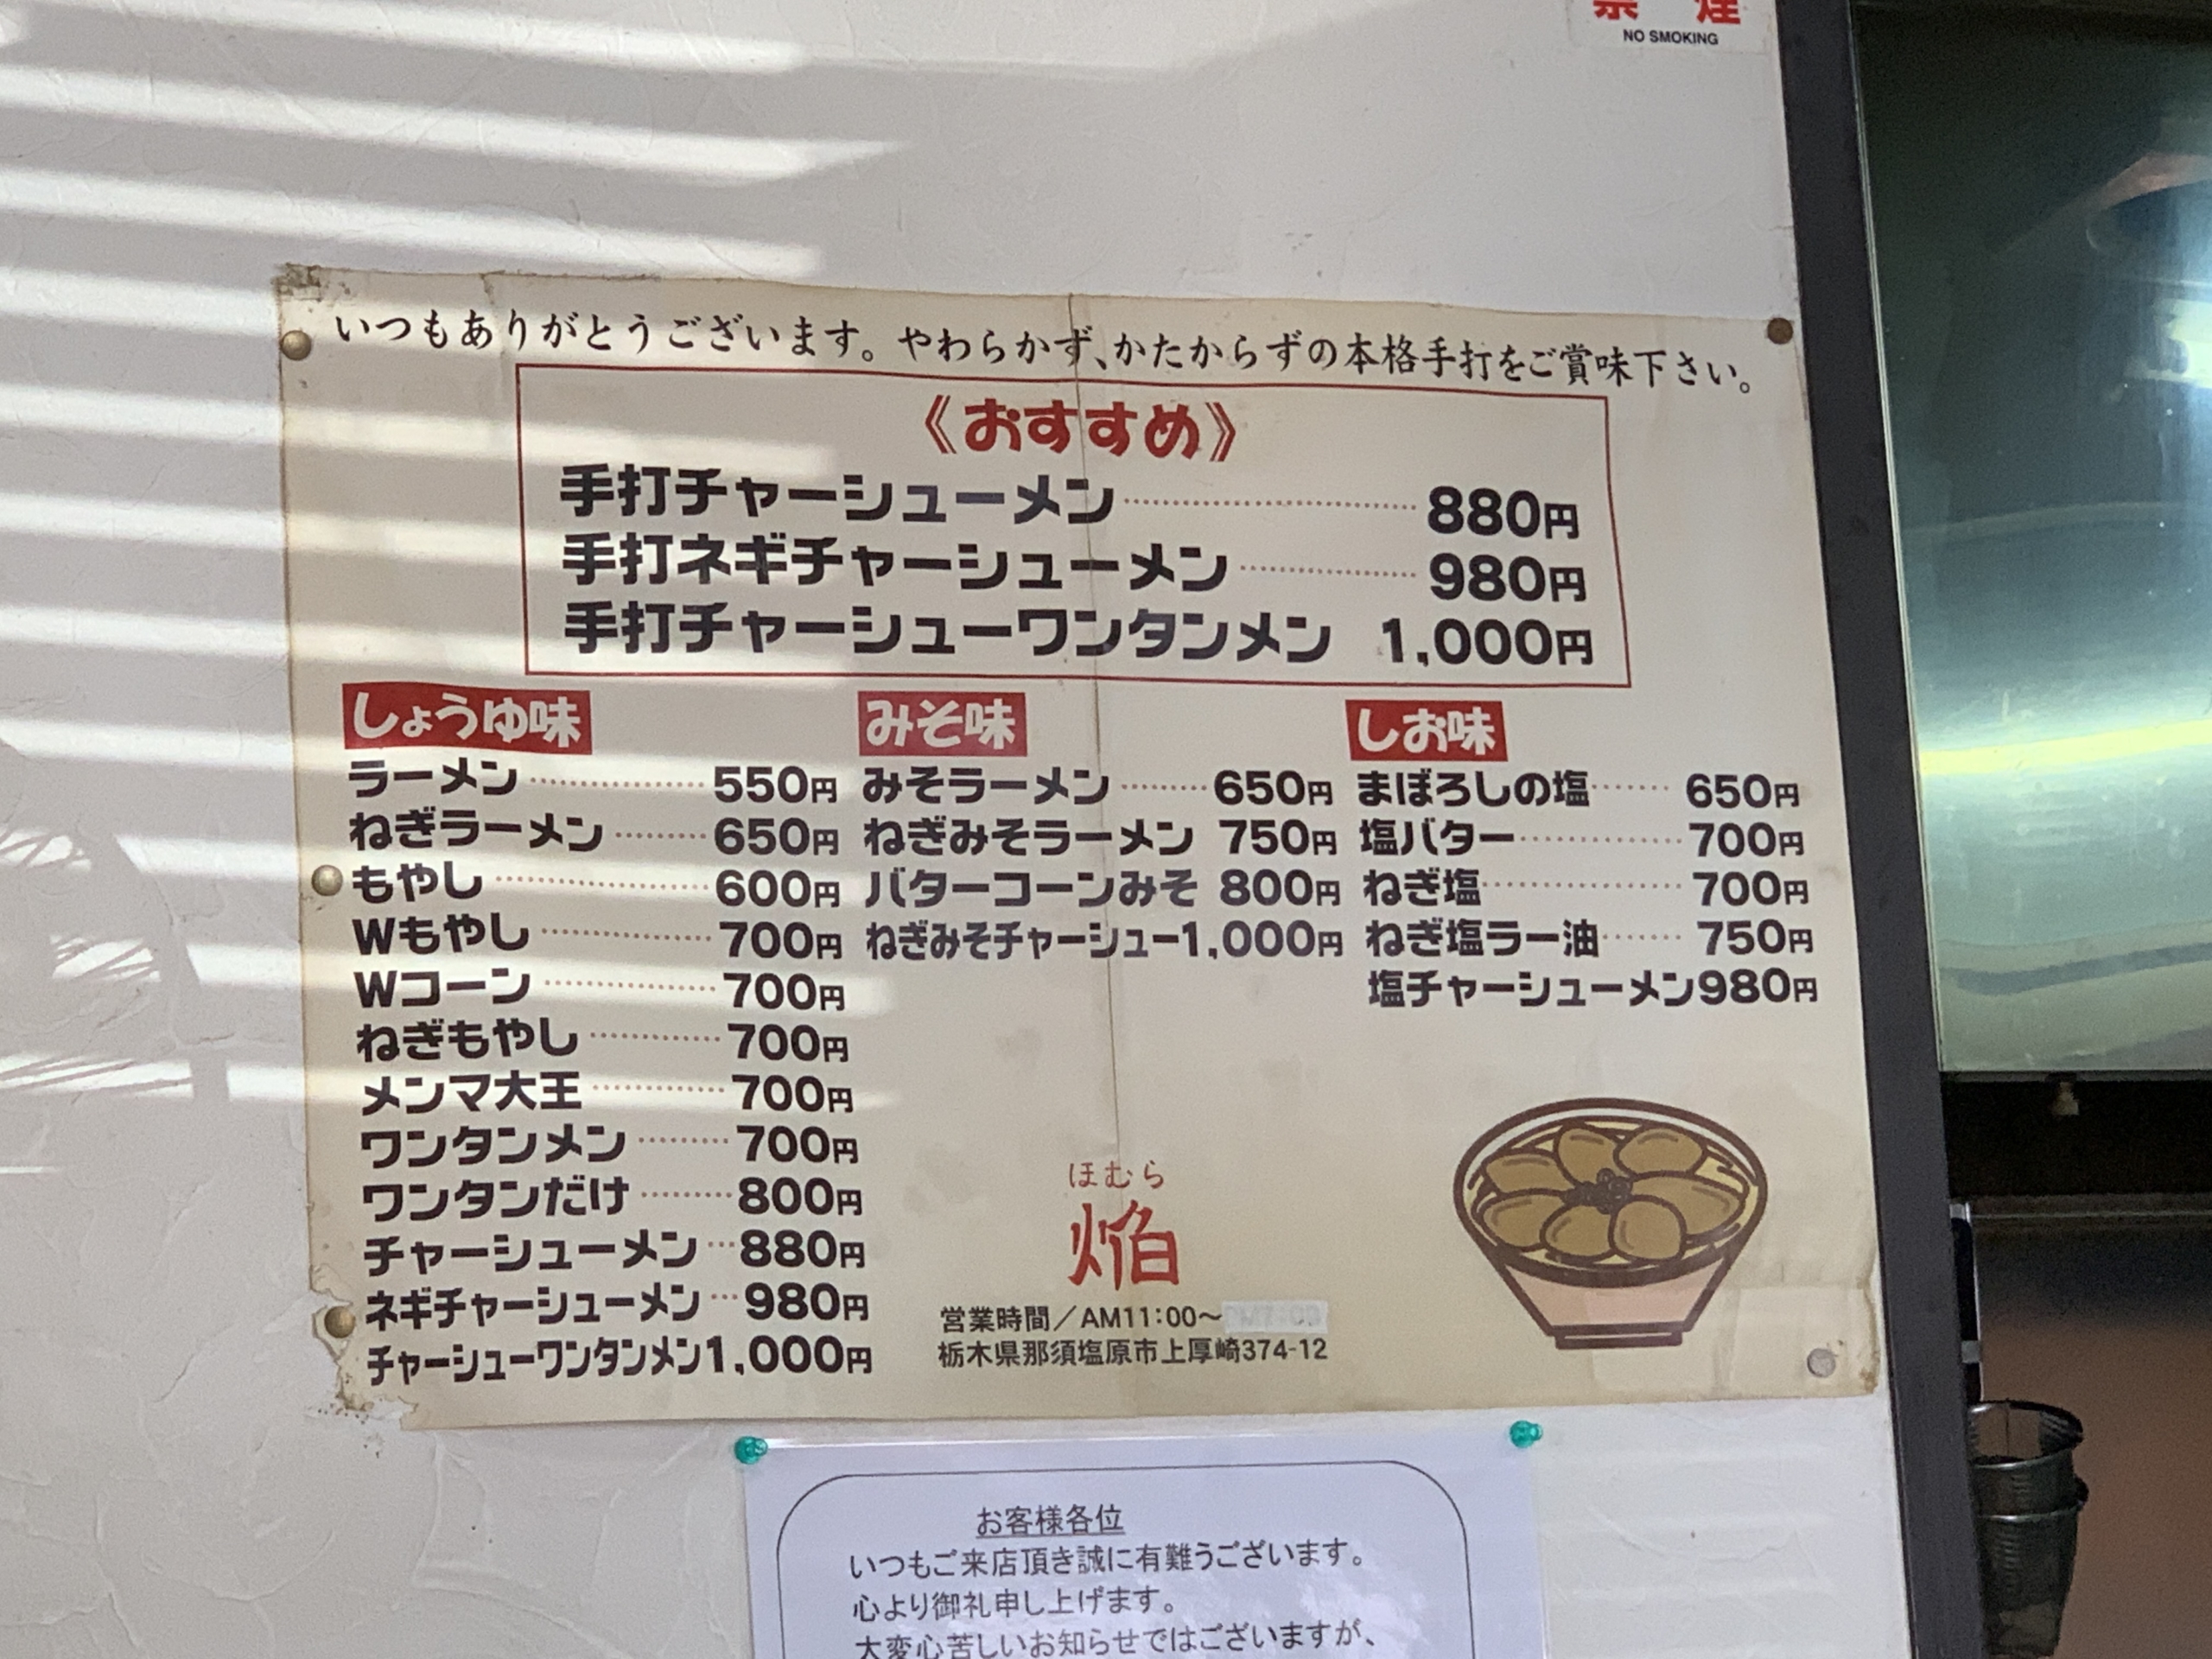 禁 煙
NO SMOKING
いつもありがとうございます。やわらかず、かたからずの本格手打をご賞味下さい。
《おすすめ》
手打チャーシューメン 880円
手打ネギチャーシューメン 980円
手打チャーシューワンタンメン 1,000円
しょうゆ味
ラーメン 550円
ねぎラーメン 650円
もやし 600円
Wもやし 700円
Wコーン 700円
ねぎもやし 700円
メンマ大王 700円
ワンタンメン 700円
ワンタンだけ 800円
チャーシューメン 880円
ネギチャーシューメン 980円
チャーシューワンタンメン 1,000円
みそ味
みそラーメン 650円
ねぎみそラーメン 750円
バターコーンみそ 800円
ねぎみそチャーシュー 1,000円
しお味
まぼろしの塩 650円
塩バター 700円
ねぎ塩 700円
ねぎ塩ラー油 750円
塩チャーシューメン 980円
ほむら
焔
営業時間／AM11:00〜
栃木県那須塩原市上厚崎374-12
お客様各位
いつもご来店頂き誠に有難うございます。
心より御礼申し上げます。
大変心苦しいお知らせではございますが、